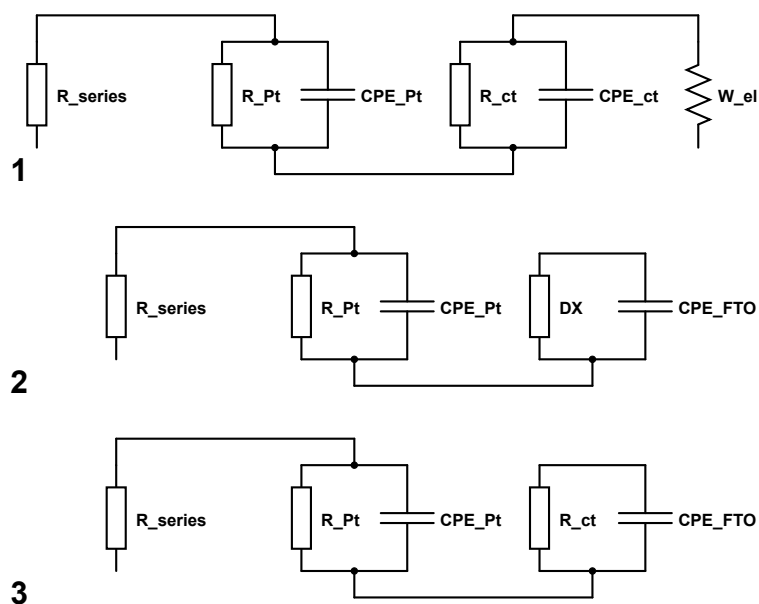 R_series R_Pt CPE_Pt R_ct CPE_ct W_el
1
R_series R_Pt CPE_Pt DX CPE_FTO
2
R_series R_Pt CPE_Pt R_ct CPE_FTO
3